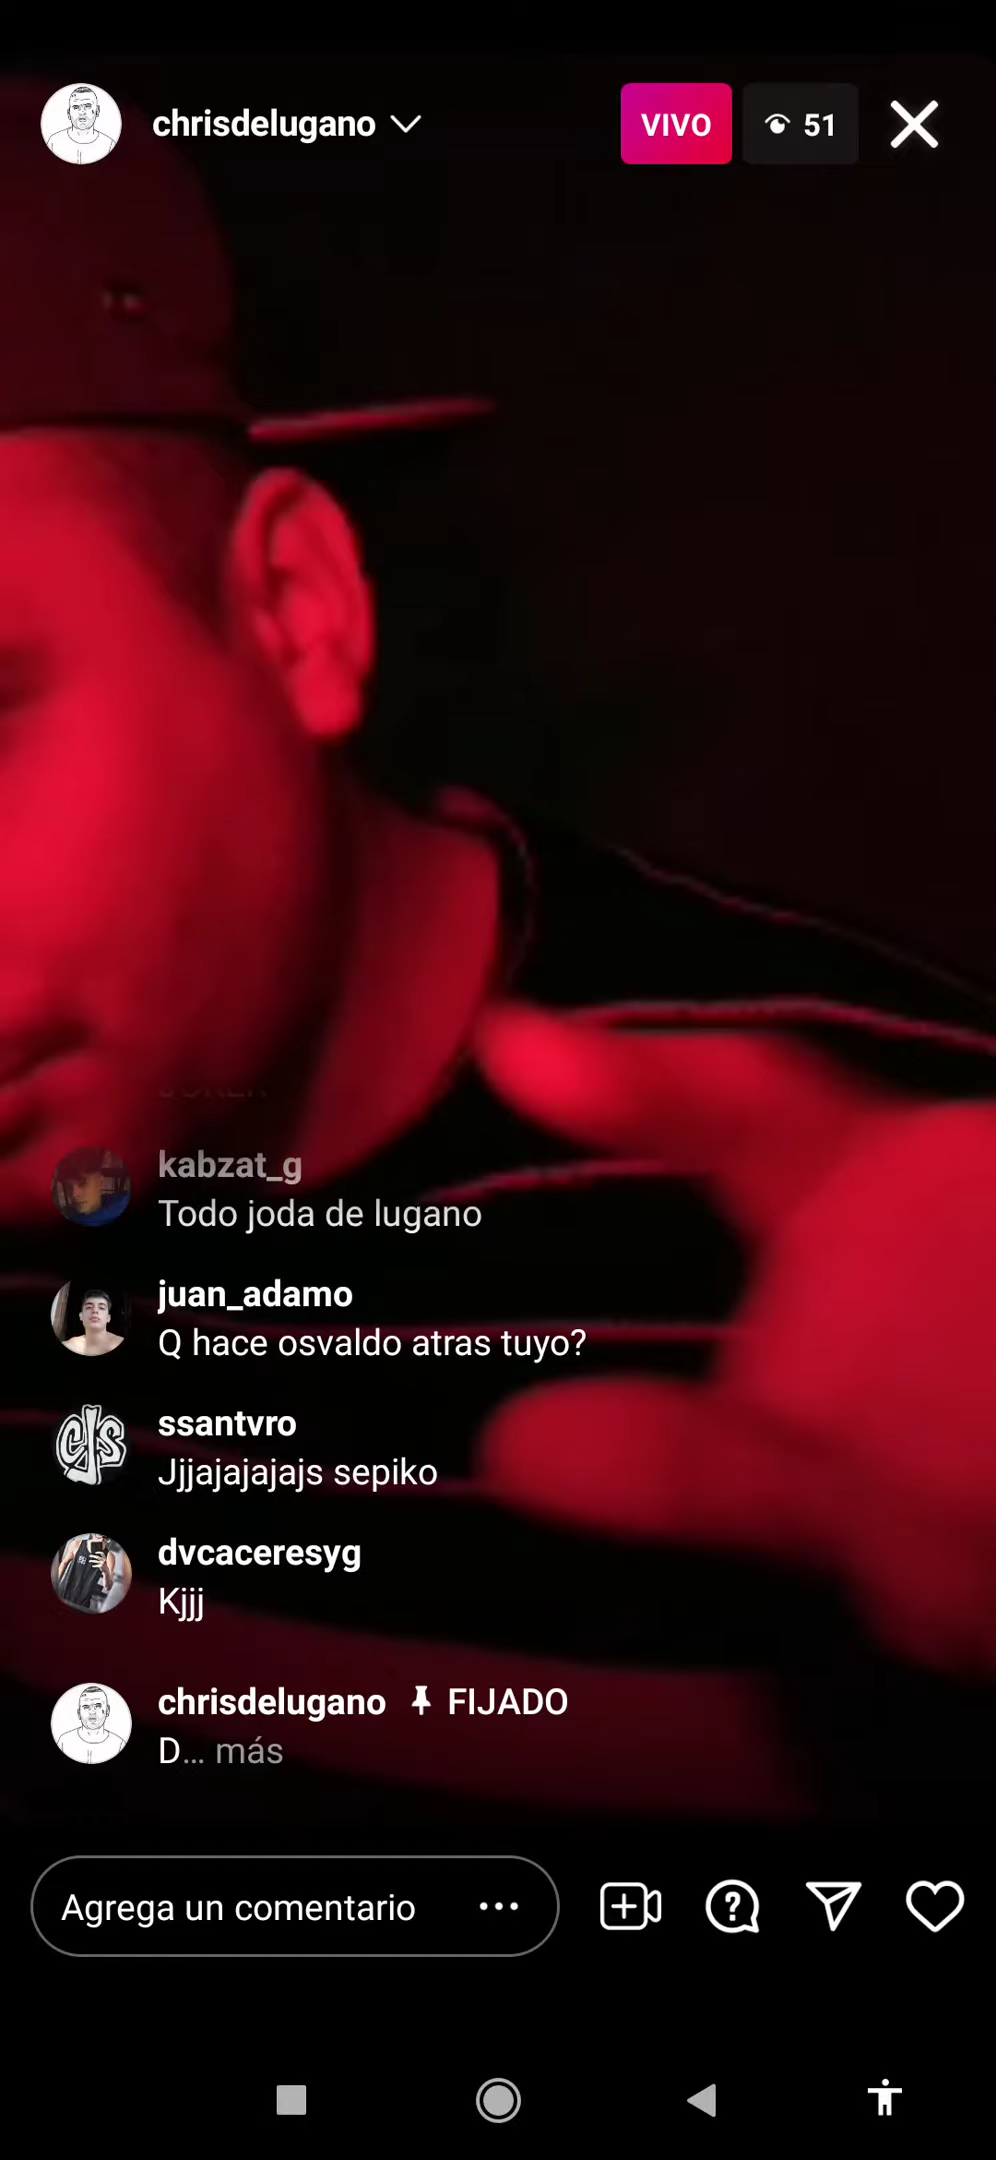 chrisdelugano
VIVO
51
kabzat_g
Todo joda de lugano
juan_adamo
Q hace osvaldo atras tuyo?
ssantvro
Jjjajajajajs sepiko
dvcaceresyg
Kjjj
chrisdelugano FIJADO
D... más
Agrega un comentario